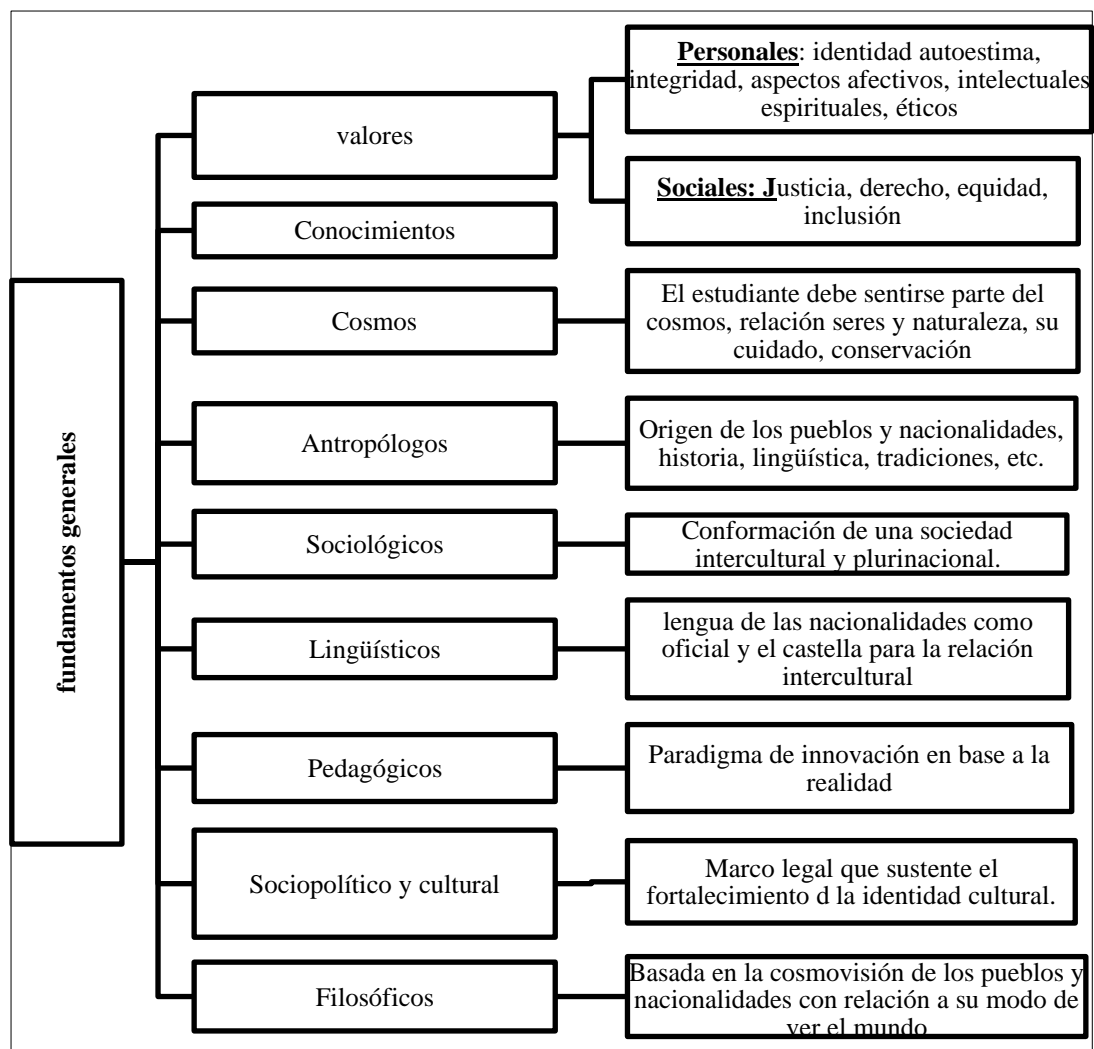 fundamentos generales
valores
Personales: identidad autoestima,
integridad, aspectos afectivos, intelectuales
espirituales, éticos
Sociales: Justicia, derecho, equidad,
inclusión
Conocimientos
Cosmos
El estudiante debe sentirse parte del
cosmos, relación seres y naturaleza, su
cuidado, conservación
Antropólogos
Origen de los pueblos y nacionalidades,
historia, lingüística, tradiciones, etc.
Sociológicos
Conformación de una sociedad
intercultural y plurinacional.
Lingüísticos
lengua de las nacionalidades como
oficial y el castella para la relación
intercultural
Pedagógicos
Paradigma de innovación en base a la
realidad
Sociopolítico y cultural
Marco legal que sustente el
fortalecimiento d la identidad cultural.
Filosóficos
Basada en la cosmovisión de los pueblos y
nacionalidades con relación a su modo de
ver el mundo